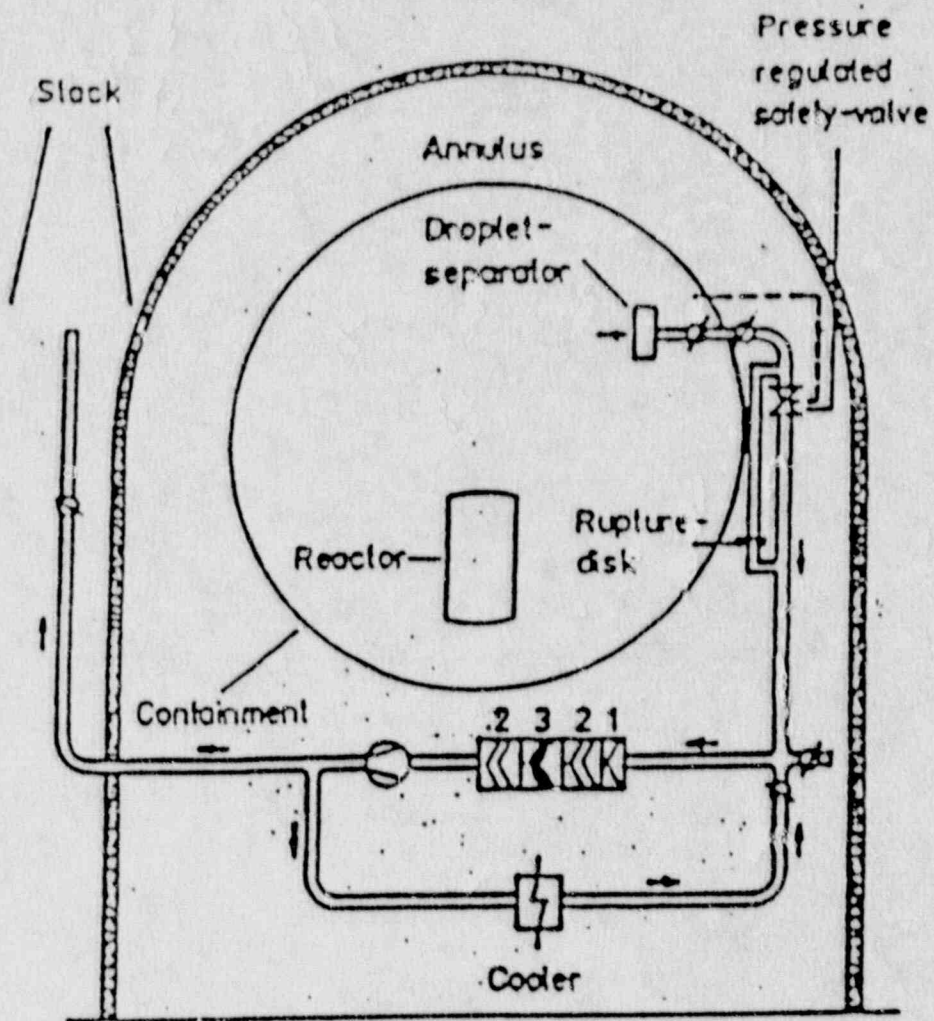 Pressure
regulated
safety-valve
Stack
Annulus
Droplet-
separator
Reactor
Rupture-
disk
Containment
.2 3 2 1
Cooler